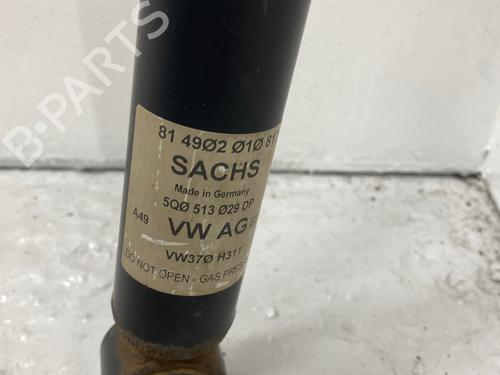 B-PARTS
81 49Ø2 Ø1Ø 81
SACHS
Made in Germany
5QØ 513 Ø29 DP
A49
VW AG
VW37Ø H311
DO NOT OPEN - GAS PRESS